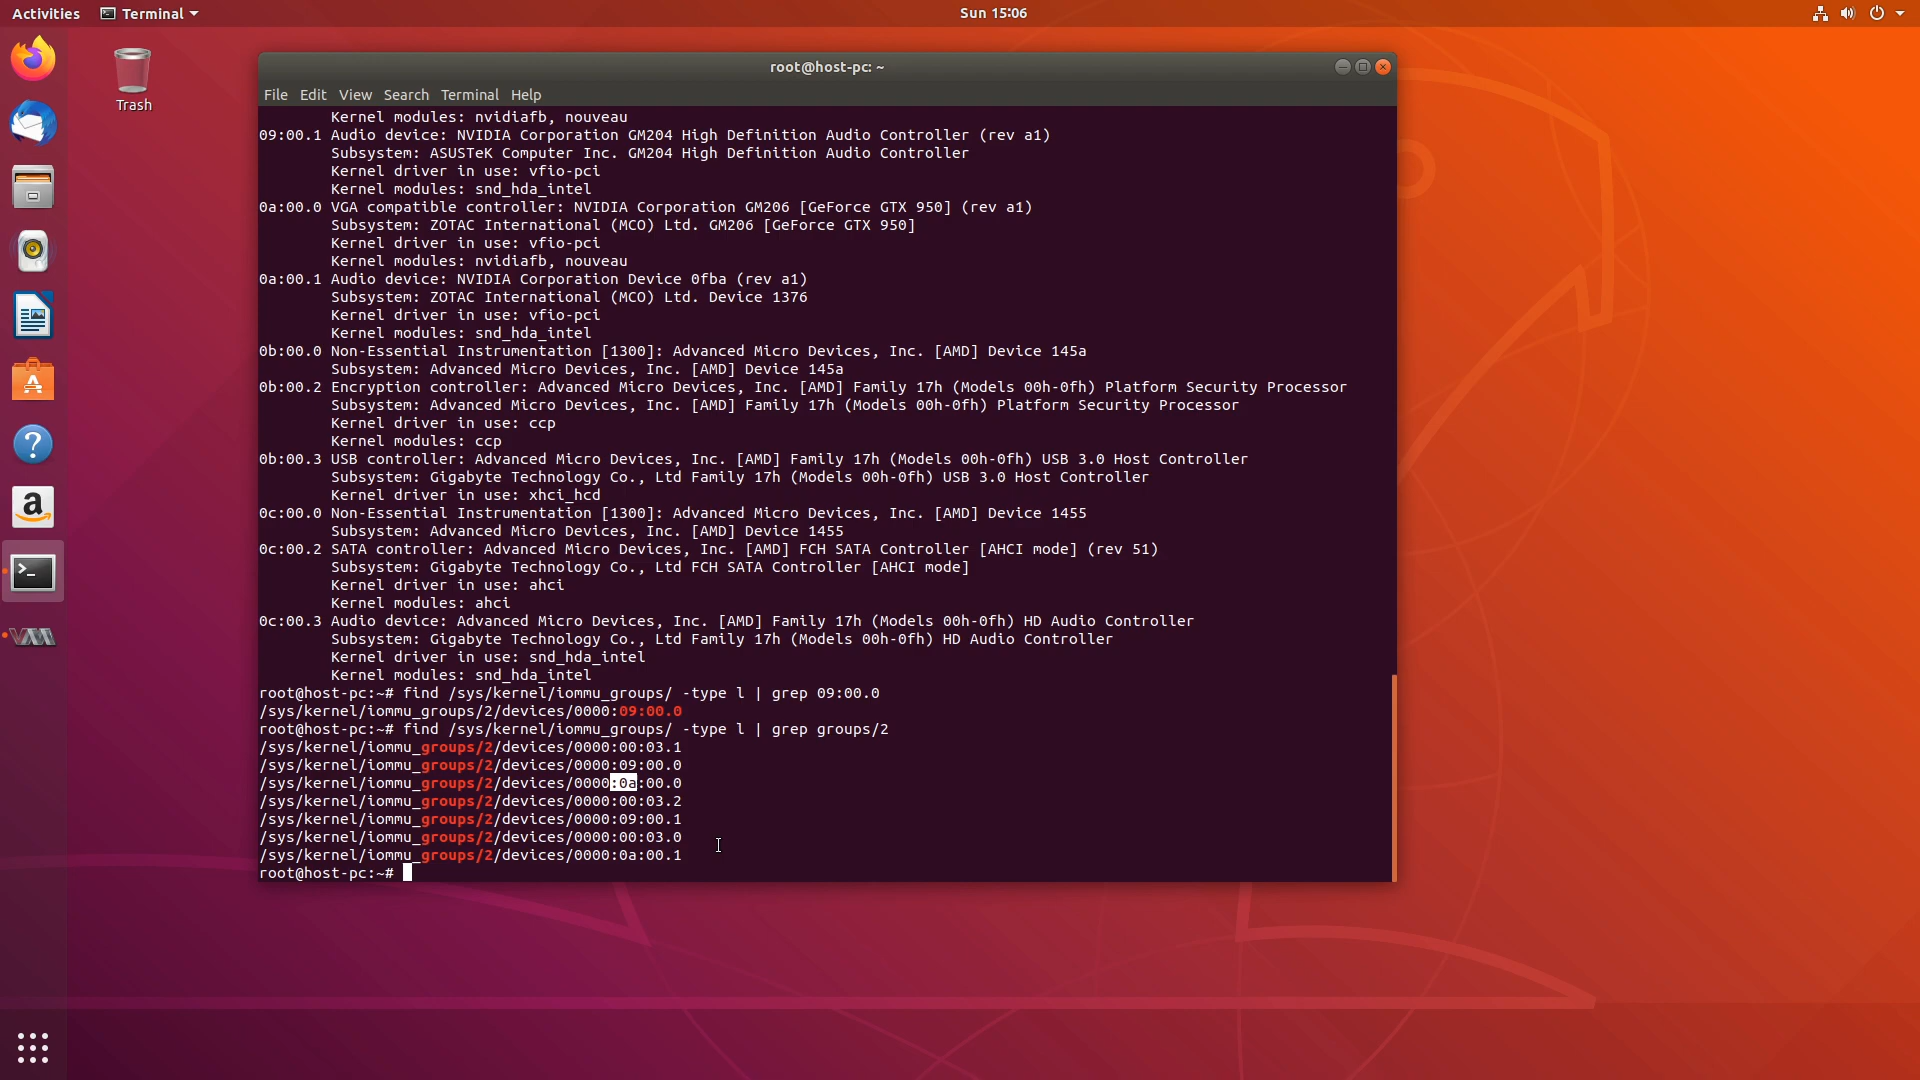 Activities Terminal Sun 15:06
Trash
root@host-pc: ~
File Edit View Search Terminal Help
Kernel modules: nvidiafb, nouveau
09:00.1 Audio device: NVIDIA Corporation GM204 High Definition Audio Controller (rev a1)
Subsystem: ASUSTeK Computer Inc. GM204 High Definition Audio Controller
Kernel driver in use: vfio-pci
Kernel modules: snd_hda_intel
0a:00.0 VGA compatible controller: NVIDIA Corporation GM206 [GeForce GTX 950] (rev a1)
Subsystem: ZOTAC International (MCO) Ltd. GM206 [GeForce GTX 950]
Kernel driver in use: vfio-pci
Kernel modules: nvidiafb, nouveau
0a:00.1 Audio device: NVIDIA Corporation Device 0fba (rev a1)
Subsystem: ZOTAC International (MCO) Ltd. Device 1376
Kernel driver in use: vfio-pci
Kernel modules: snd_hda_intel
0b:00.0 Non-Essential Instrumentation [1300]: Advanced Micro Devices, Inc. [AMD] Device 145a
Subsystem: Advanced Micro Devices, Inc. [AMD] Device 145a
0b:00.2 Encryption controller: Advanced Micro Devices, Inc. [AMD] Family 17h (Models 00h-0fh) Platform Security Processor
Subsystem: Advanced Micro Devices, Inc. [AMD] Family 17h (Models 00h-0fh) Platform Security Processor
Kernel driver in use: ccp
Kernel modules: ccp
0b:00.3 USB controller: Advanced Micro Devices, Inc. [AMD] Family 17h (Models 00h-0fh) USB 3.0 Host Controller
Subsystem: Gigabyte Technology Co., Ltd Family 17h (Models 00h-0fh) USB 3.0 Host Controller
Kernel driver in use: xhci_hcd
0c:00.0 Non-Essential Instrumentation [1300]: Advanced Micro Devices, Inc. [AMD] Device 1455
Subsystem: Advanced Micro Devices, Inc. [AMD] Device 1455
0c:00.2 SATA controller: Advanced Micro Devices, Inc. [AMD] FCH SATA Controller [AHCI mode] (rev 51)
Subsystem: Gigabyte Technology Co., Ltd FCH SATA Controller [AHCI mode]
Kernel driver in use: ahci
Kernel modules: ahci
0c:00.3 Audio device: Advanced Micro Devices, Inc. [AMD] Family 17h (Models 00h-0fh) HD Audio Controller
Subsystem: Gigabyte Technology Co., Ltd Family 17h (Models 00h-0fh) HD Audio Controller
Kernel driver in use: snd_hda_intel
Kernel modules: snd_hda_intel
root@host-pc:~# find /sys/kernel/iommu_groups/ -type l | grep 09:00.0
/sys/kernel/iommu_groups/2/devices/0000:09:00.0
root@host-pc:~# find /sys/kernel/iommu_groups/ -type l | grep groups/2
/sys/kernel/iommu_groups/2/devices/0000:00:03.1
/sys/kernel/iommu_groups/2/devices/0000:09:00.0
/sys/kernel/iommu_groups/2/devices/0000:0a:00.0
/sys/kernel/iommu_groups/2/devices/0000:00:03.2
/sys/kernel/iommu_groups/2/devices/0000:09:00.1
/sys/kernel/iommu_groups/2/devices/0000:00:03.0
/sys/kernel/iommu_groups/2/devices/0000:0a:00.1
root@host-pc:~#